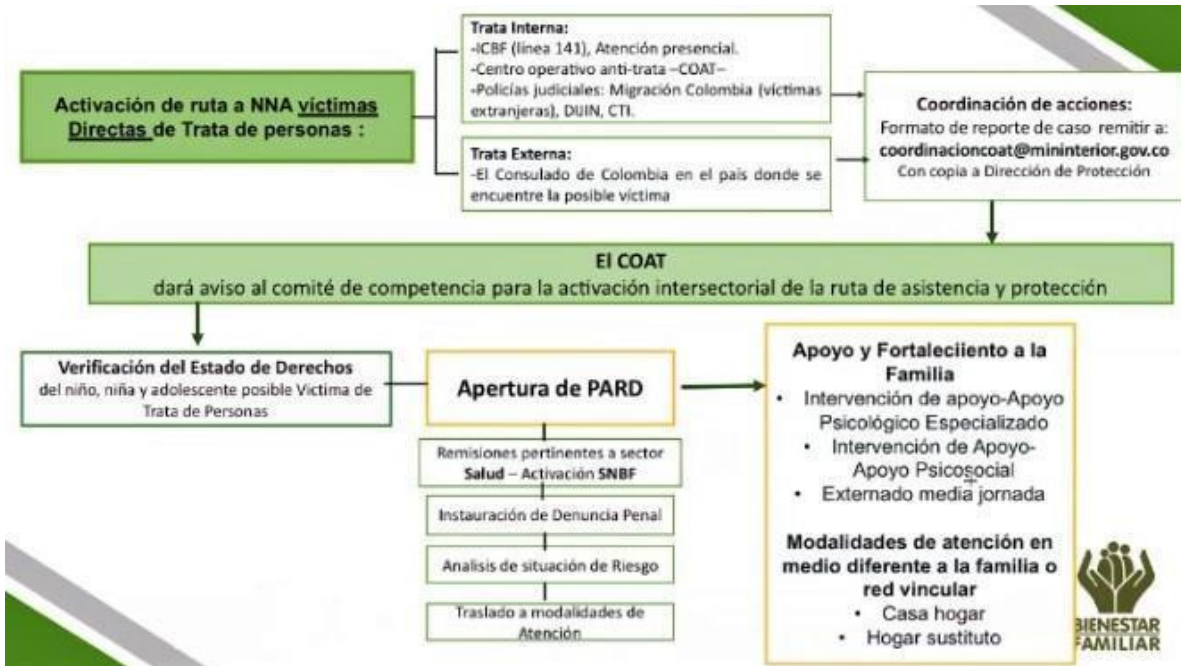 Activación de ruta a NNA víctimas
Directas de Trata de personas :
Trata Interna:
-ICBF (línea 141), Atención presencial.
-Centro operativo anti-trata –COAT–
-Policías judiciales: Migración Colombia (víctimas
extranjeras), DIJIN, CTI.
Trata Externa:
-El Consulado de Colombia en el país donde se
encuentre la posible víctima
Coordinación de acciones:
Formato de reporte de caso remitir a:
coordinacioncoat@mininterior.gov.co
Con copia a Dirección de Protección
El COAT
dará aviso al comité de competencia para la activación intersectorial de la ruta de asistencia y protección
Verificación del Estado de Derechos
del niño, niña y adolescente posible Victima de
Trata de Personas
Apertura de PARD
Remisiones pertinentes a sector
Salud – Activación SNBF
Instauración de Denuncia Penal
Analisis de situación de Riesgo
Traslado a modalidades de
Atención
Apoyo y Fortaleciiento a la
Familia
• Intervención de apoyo-Apoyo
Psicológico Especializado
• Intervención de Apoyo-
Apoyo Psicosocial
• Externado media jornada
Modalidades de atención en
medio diferente a la familia o
red vincular
• Casa hogar
• Hogar sustituto
BIENESTAR
FAMILIAR